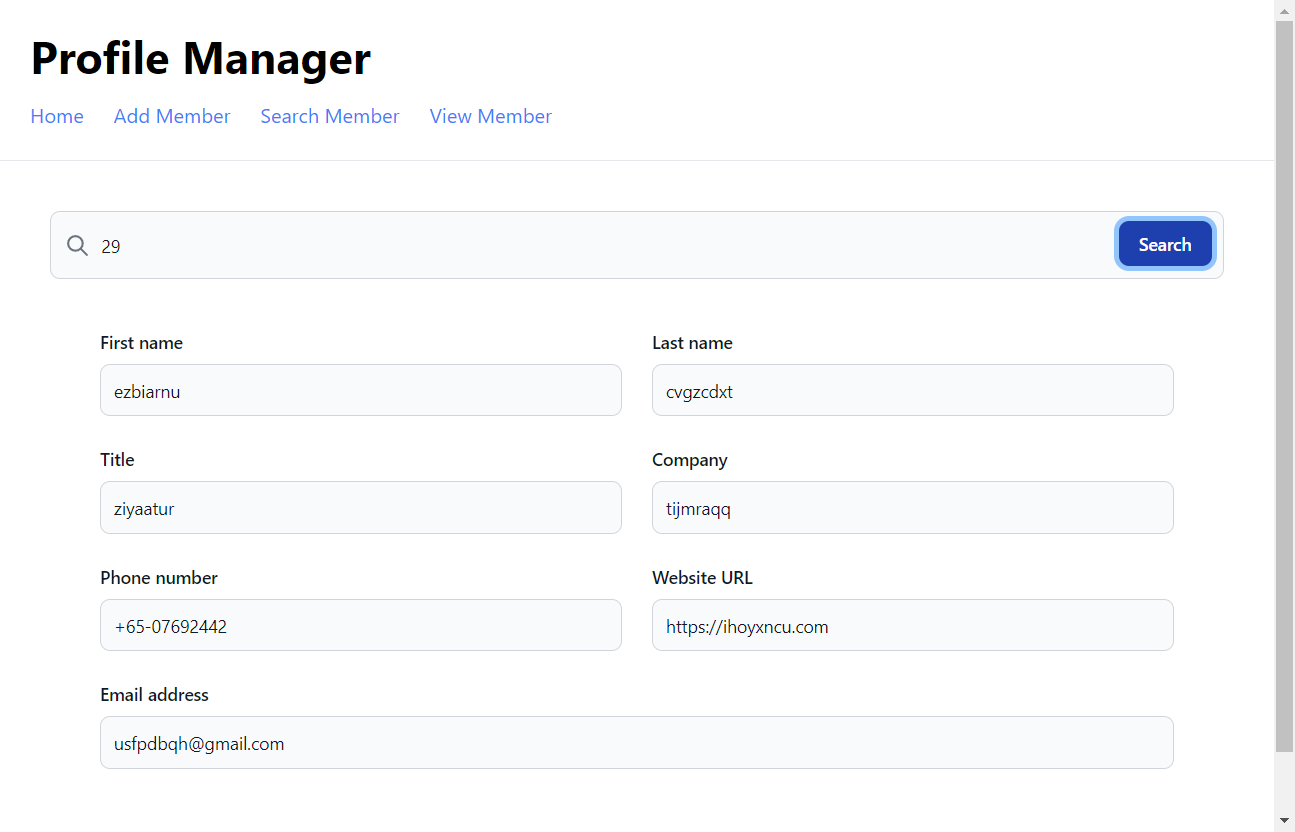 Profile Manager
Home Add Member Search Member View Member
29 Search
First name Last name
ezbiarnu cvgzcdxt
Title Company
ziyaatur tijmraqq
Phone number Website URL
+65-07692442 https://ihoyxncu.com
Email address
usfpdbqh@gmail.com